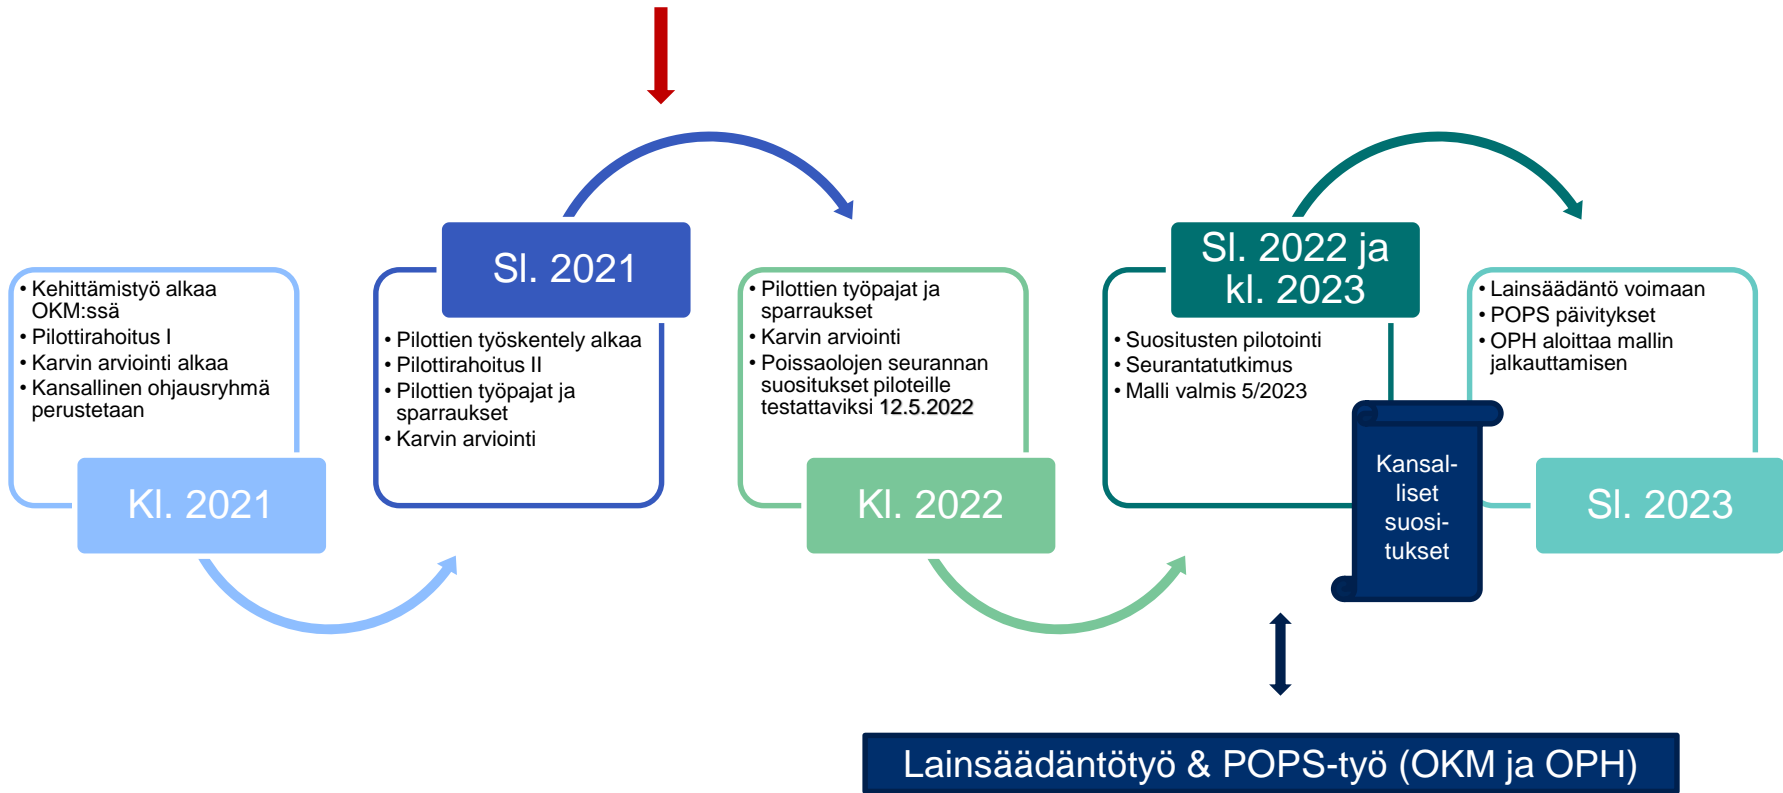 • Kehittämistyö alkaa
OKM:ssä
• Pilottirahoitus I
• Karvin arviointi alkaa
• Kansallinen ohjausryhmä
perustetaan
Kl. 2021
Sl. 2021
• Pilottien työskentely alkaa
• Pilottirahoitus II
• Pilottien työpajat ja
sparraukset
• Karvin arviointi
• Pilottien työpajat ja
sparraukset
• Karvin arviointi
• Poissaolojen seurannan
suositukset piloteille
testattaviksi 12.5.2022
Kl. 2022
Sl. 2022 ja
kl. 2023
• Suositusten pilotointi
• Seurantatutkimus
• Malli valmis 5/2023
Kansal-
liset
suosi-
tukset
• Lainsäädäntö voimaan
• POPS päivitykset
• OPH aloittaa mallin
jalkauttamisen
Sl. 2023
Lainsäädäntötyö & POPS-työ (OKM ja OPH)